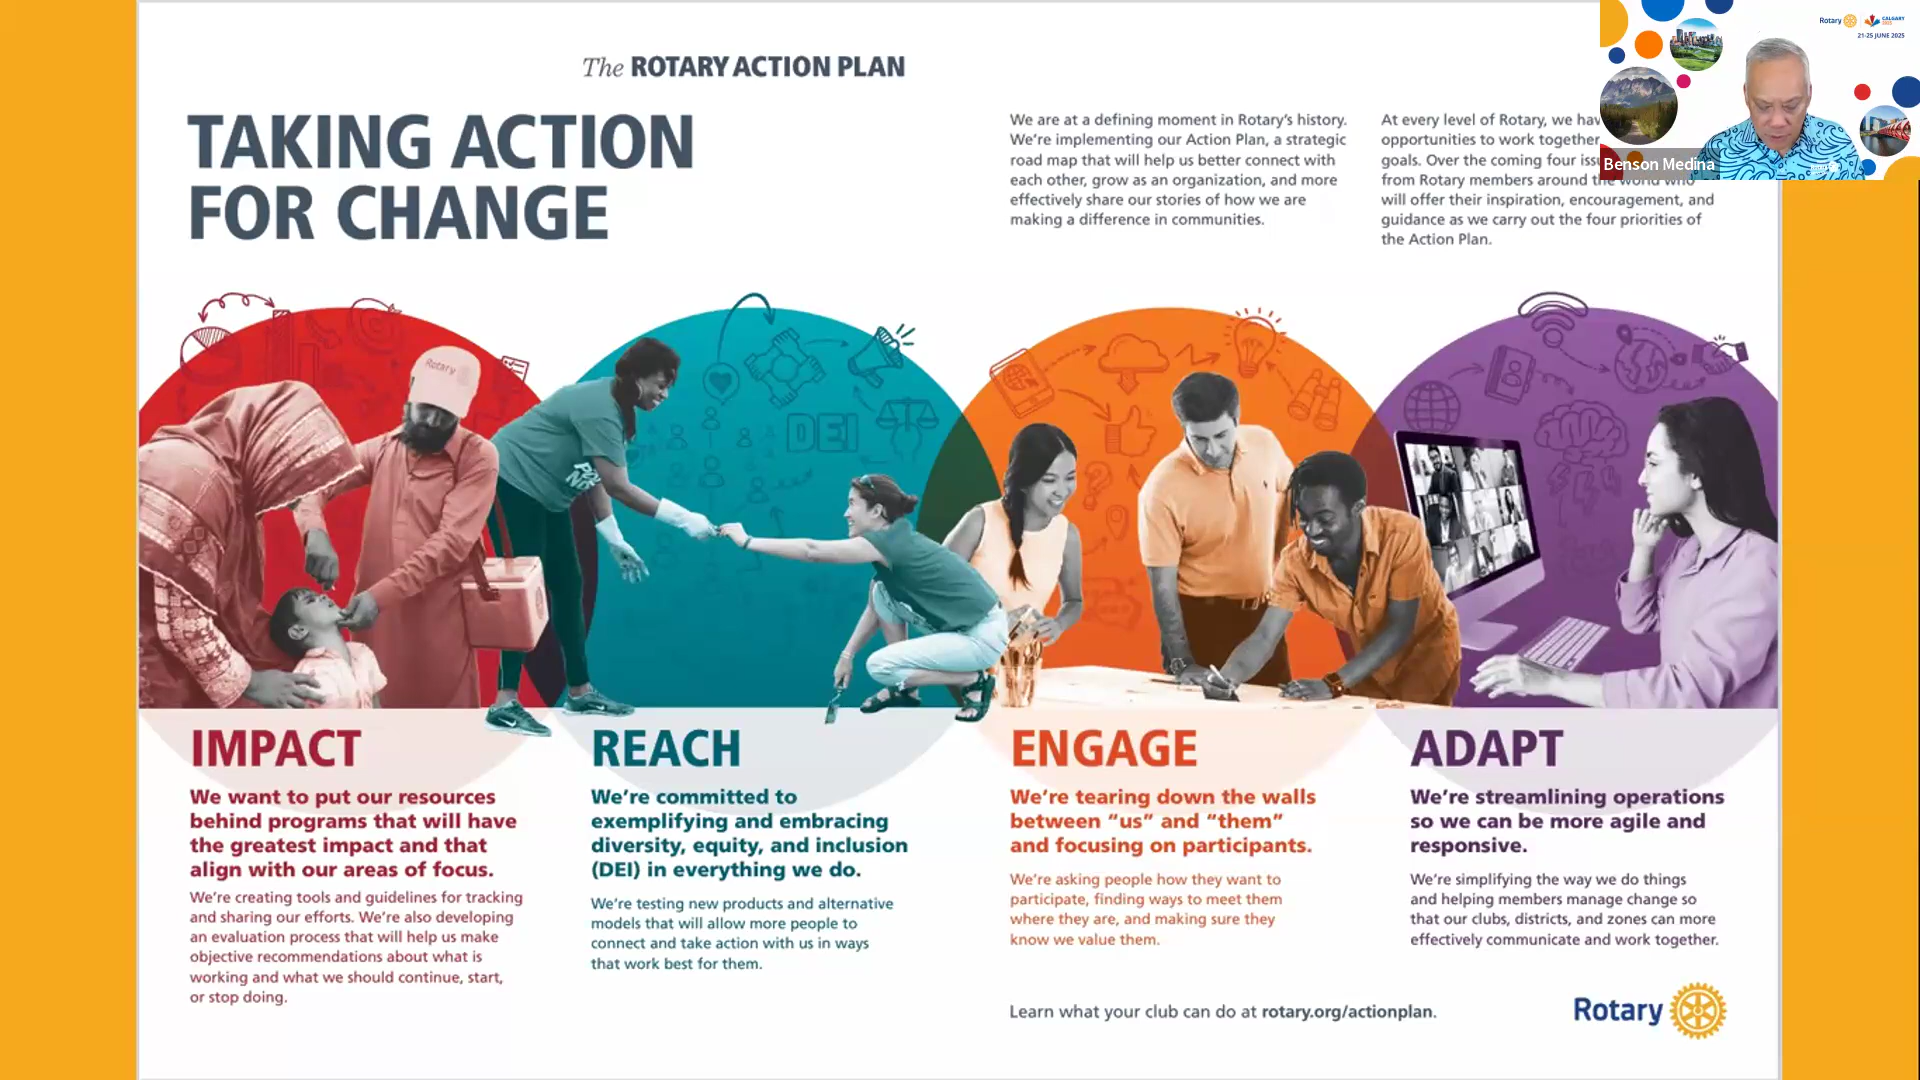 The ROTARY ACTION PLAN
TAKING ACTION
FOR CHANGE
We are at a defining moment in Rotary's history.
We're implementing our Action Plan, a strategic
road map that will help us better connect with
each other, grow as an organization, and more
effectively share our stories of how we are
making a difference in communities.
At every level of Rotary, we
opportunities to work together
goals. Over the coming four
from Rotary members around the world who
will offer their inspiration, encouragement, and
guidance as we carry out the four priorities of
the Action Plan.
Rotary
CALGARY
2025
21-25 JUNE 2025
Benson Medina
Rotary
DEI
IMPACT
We want to put our resources
behind programs that will have
the greatest impact and that
align with our areas of focus.
We're creating tools and guidelines for tracking
and sharing our efforts. We're also developing
an evaluation process that will help us make
objective recommendations about what is
working and what we should continue, start,
or stop doing.
REACH
We're committed to
exemplifying and embracing
diversity, equity, and inclusion
(DEI) in everything we do.
We're testing new products and alternative
models that will allow more people to
connect and take action with us in ways
that work best for them.
ENGAGE
We're tearing down the walls
between “us” and “them”
and focusing on participants.
We're asking people how they want to
participate, finding ways to meet them
where they are, and making sure they
know we value them.
ADAPT
We're streamlining operations
so we can be more agile and
responsive.
We're simplifying the way we do things
and helping members manage change so
that our clubs, districts, and zones can more
effectively communicate and work together.
Learn what your club can do at rotary.org/actionplan.
Rotary